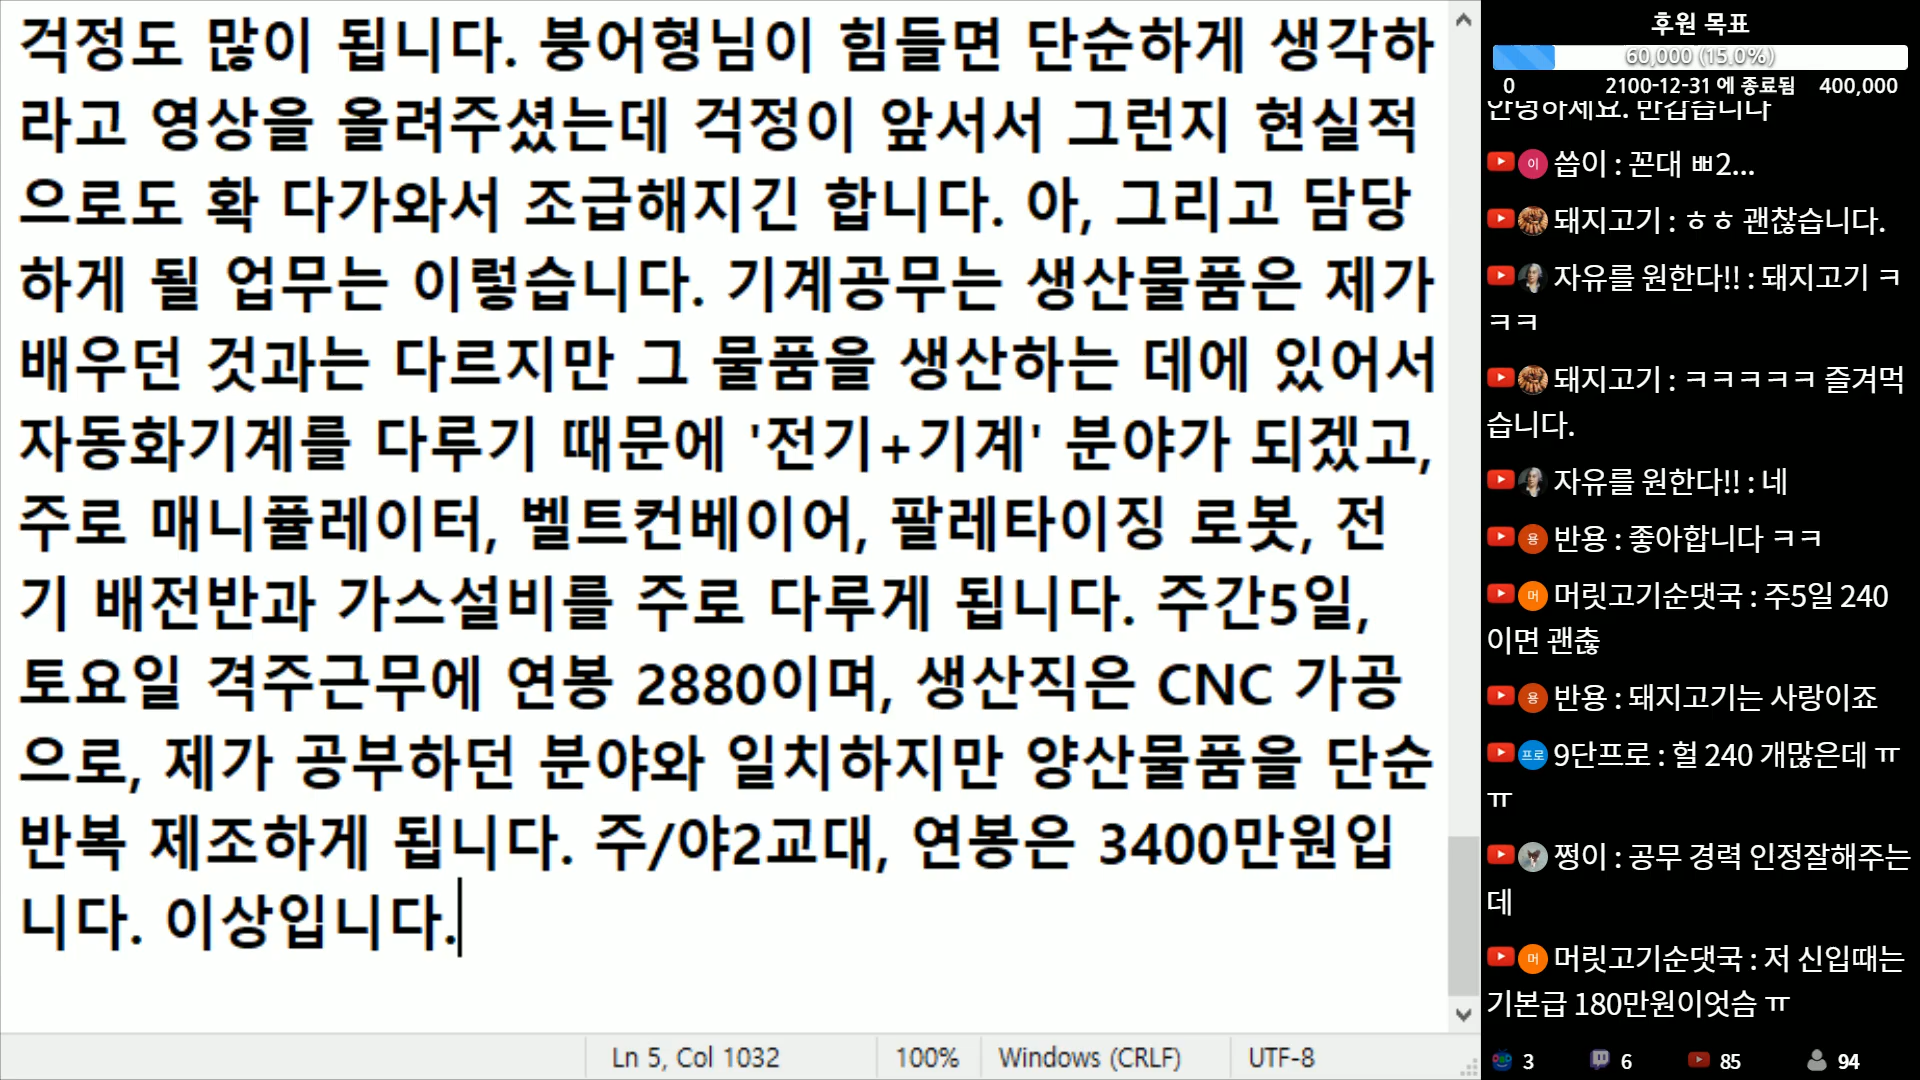 걱정도 많이 됩니다. 붕어형님이 힘들면 단순하게 생각하
라고 영상을 올려주셨는데 걱정이 앞서서 그런지 현실적
으로도 확 다가와서 조급해지긴 합니다. 아, 그리고 담당
하게 될 업무는 이렇습니다. 기계공무는 생산물품은 제가
배우던 것과는 다르지만 그 물품을 생산하는 데에 있어서
자동화기계를 다루기 때문에 '전기+기계' 분야가 되겠고,
주로 매니퓰레이터, 벨트컨베이어, 팔레타이징 로봇, 전
기 배전반과 가스설비를 주로 다루게 됩니다. 주간5일,
토요일 격주근무에 연봉 2880이며, 생산직은 CNC 가공
으로, 제가 공부하던 분야와 일치하지만 양산물품을 단순
반복 제조하게 됩니다. 주/야2교대, 연봉은 3400만원입
니다. 이상입니다.
Ln 5, Col 1032
100%
Windows (CRLF)
UTF-8
후원 목표
60,000 (15.0%)
0 2100-12-31 에 종료됨 400,000
안녕하세요. 반갑습니다
이 씁이 : 꼰대 ㅃ2...
돼지고기 : ㅎㅎ 괜찮습니다.
자유를 원한다!! : 돼지고기 ㅋ
ㅋㅋ
돼지고기 : ㅋㅋㅋㅋㅋ 즐겨먹
습니다.
자유를 원한다!! : 네
용 반용 : 좋아합니다 ㅋㅋ
머 머릿고기순댓국 : 주5일 240
이면 괜춚
용 반용 : 돼지고기는 사랑이죠
프로 9단프로 : 헐 240 개많은데 ㅠ
ㅠ
쩡이 : 공무 경력 인정잘해주는
데
머 머릿고기순댓국 : 저 신입때는
기본급 180만원이엇슴 ㅠ
3 6 85 94